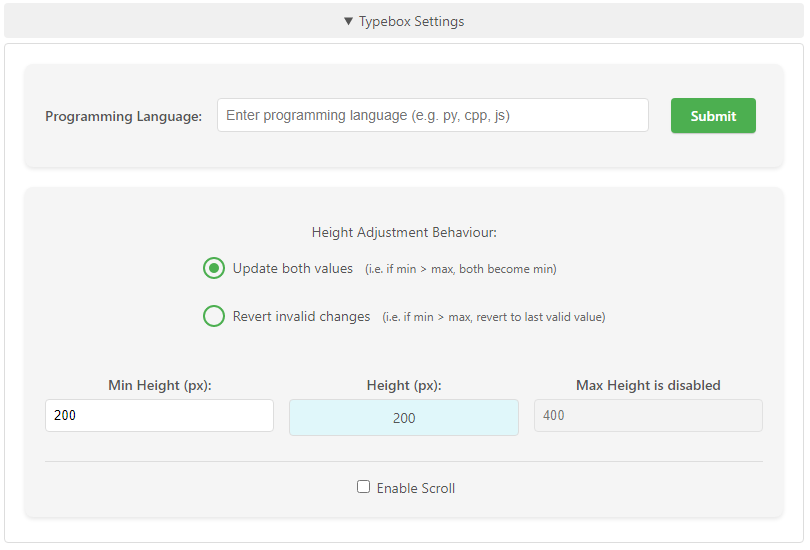 ▼ Typebox Settings
Programming Language: Enter programming language (e.g. py, cpp, js) Submit
Height Adjustment Behaviour:
Update both values (i.e. if min > max, both become min)
Revert invalid changes (i.e. if min > max, revert to last valid value)
Min Height (px): Height (px): Max Height is disabled
200 200 400
Enable Scroll